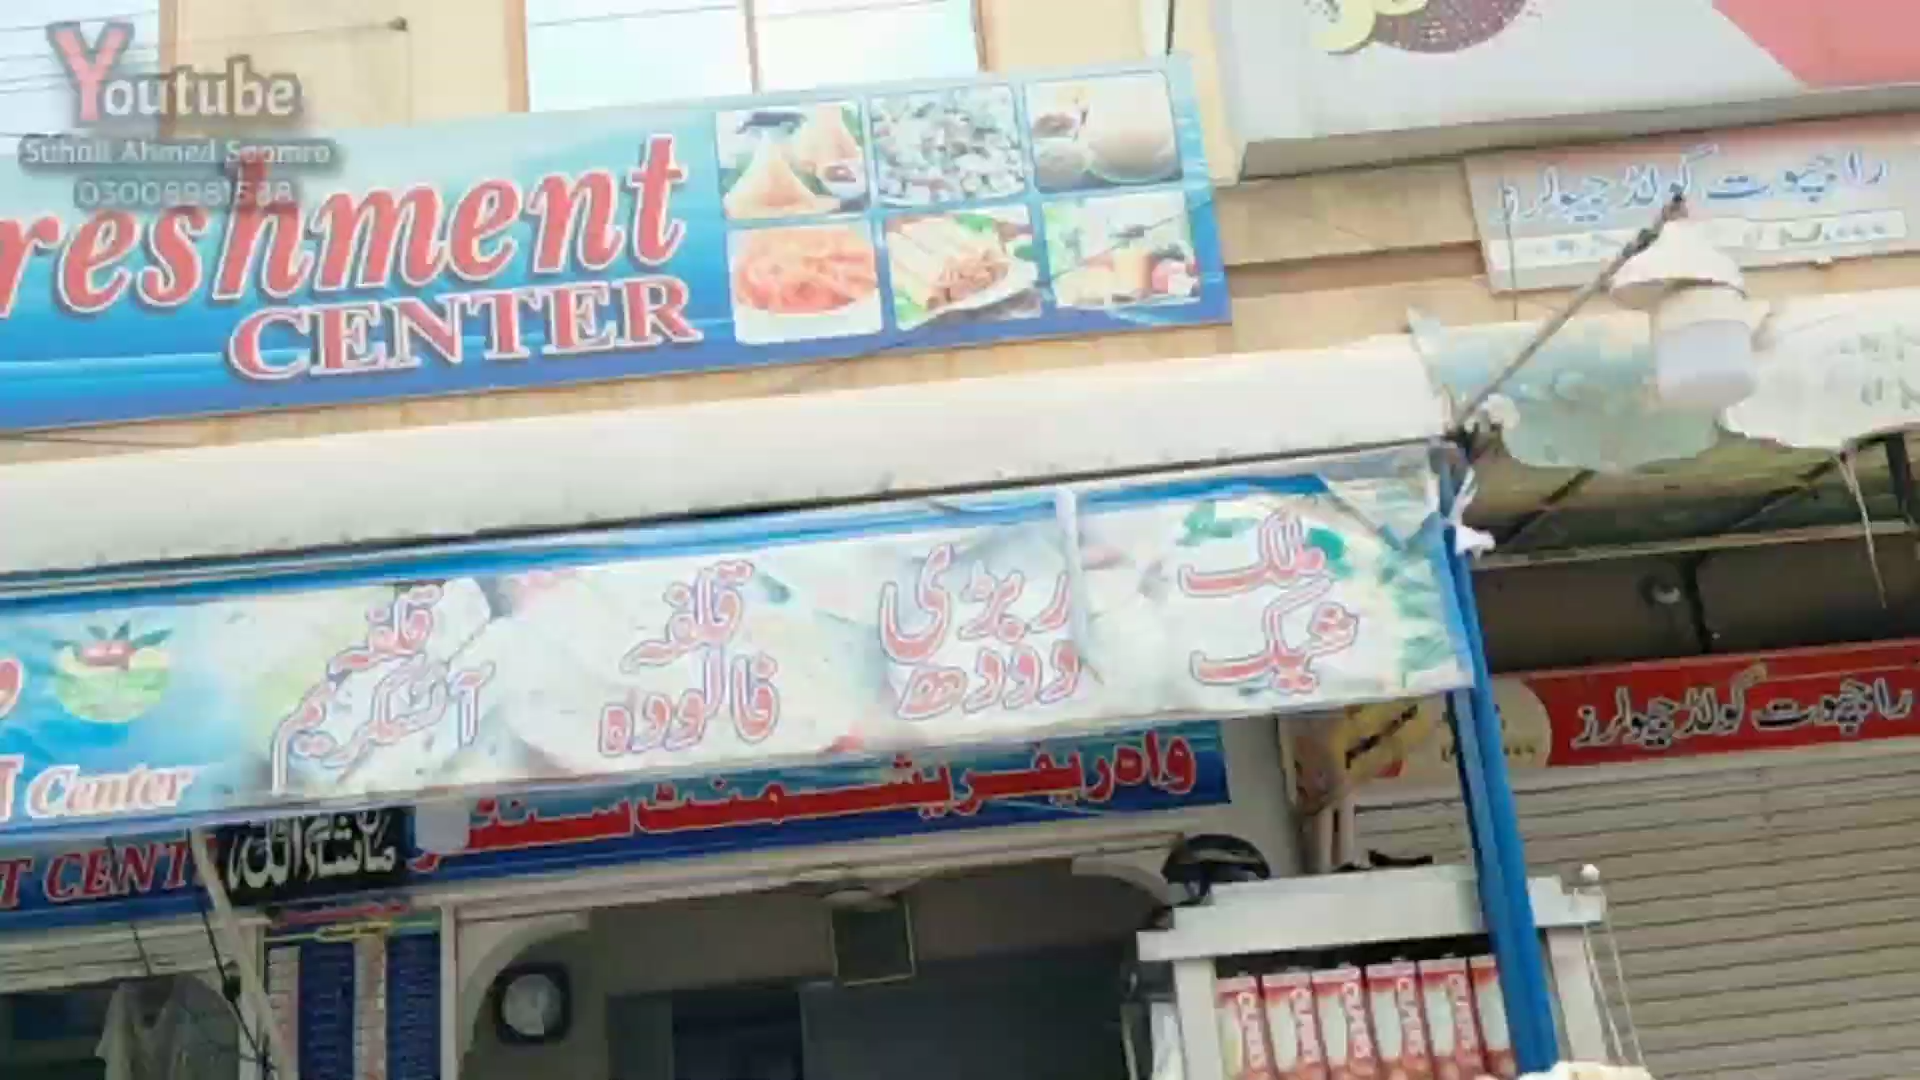 Youtube
Suhail Ahmed Soomro
03008981588
reshment
CENTER
راجپوت گولڈ جیولرز
قلفہ
آئسکریم
قلفہ
فالودہ
ربڑی
دودھ
ملک
شیک
Center
واہ ریفریشمنٹ سنٹر
T CENT
ماشاءاللہ
راجپوت گولڈ جیولرز